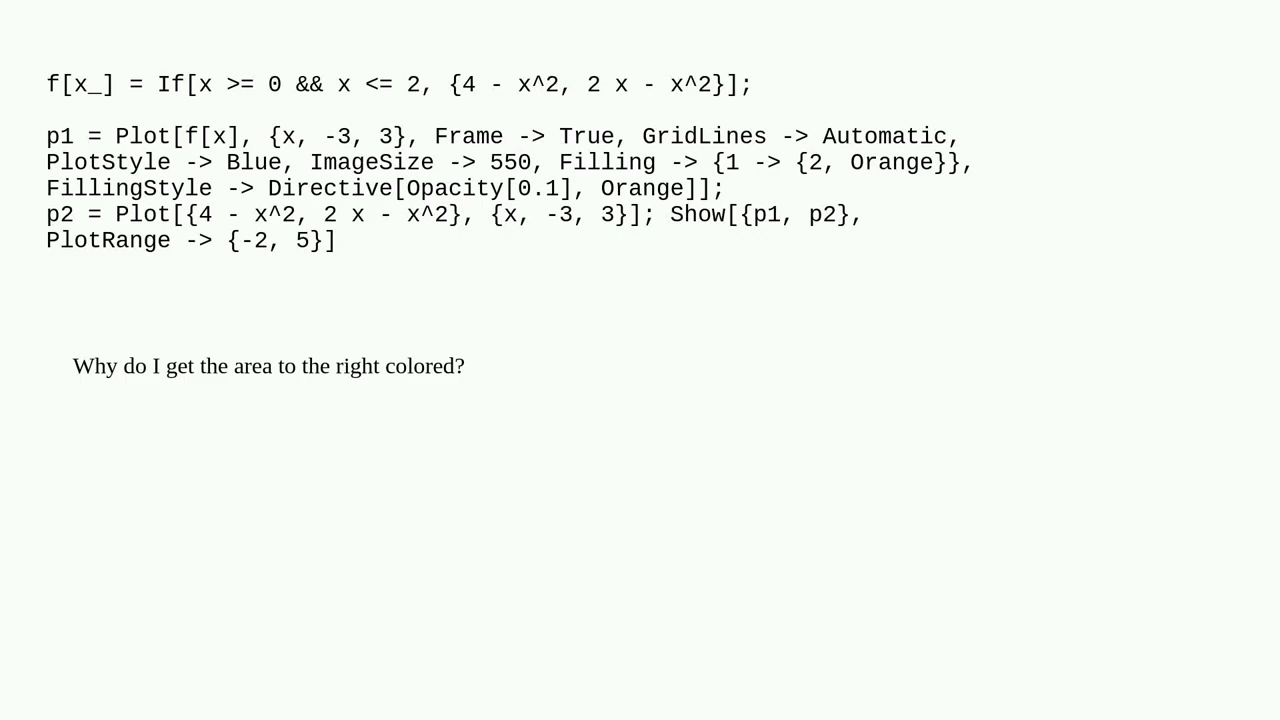 f[x_] = If[x >= 0 && x <= 2, {4 - x^2, 2 x - x^2}];
p1 = Plot[f[x], {x, -3, 3}, Frame -> True, GridLines -> Automatic,
PlotStyle -> Blue, ImageSize -> 550, Filling -> {1 -> {2, Orange}},
FillingStyle -> Directive[Opacity[0.1], Orange]];
p2 = Plot[{4 - x^2, 2 x - x^2}, {x, -3, 3}]; Show[{p1, p2},
PlotRange -> {-2, 5}]
Why do I get the area to the right colored?